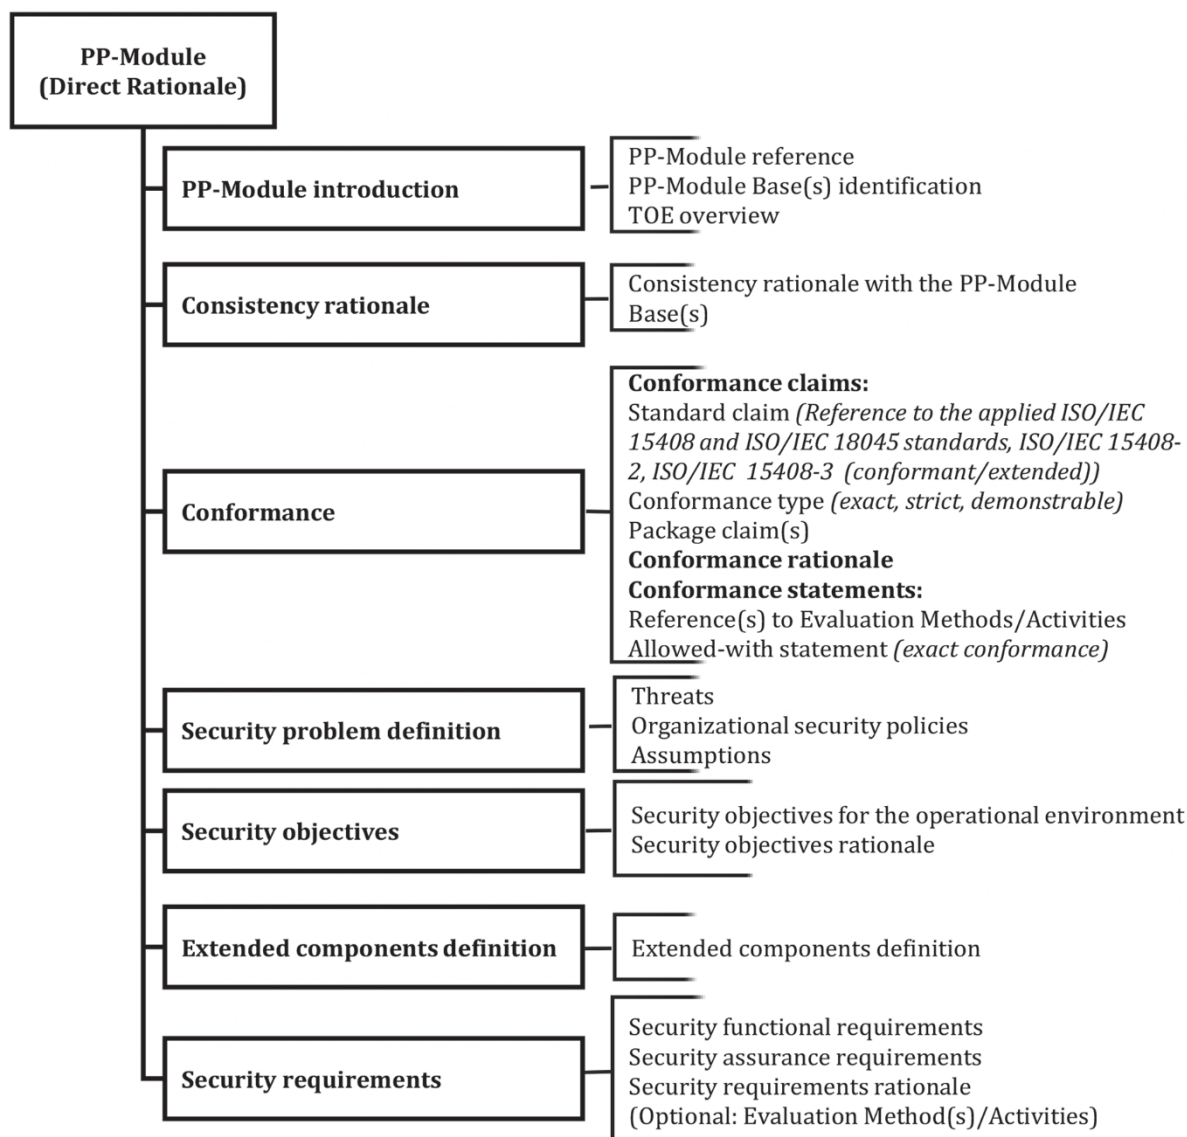 PP-Module
(Direct Rationale)
PP-Module introduction
PP-Module reference
PP-Module Base(s) identification
TOE overview
Consistency rationale
Consistency rationale with the PP-Module
Base(s)
Conformance
Conformance claims:
Standard claim (Reference to the applied ISO/IEC
15408 and ISO/IEC 18045 standards, ISO/IEC 15408-
2, ISO/IEC 15408-3 (conformant/extended))
Conformance type (exact, strict, demonstrable)
Package claim(s)
Conformance rationale
Conformance statements:
Reference(s) to Evaluation Methods/Activities
Allowed-with statement (exact conformance)
Security problem definition
Threats
Organizational security policies
Assumptions
Security objectives
Security objectives for the operational environment
Security objectives rationale
Extended components definition
Extended components definition
Security requirements
Security functional requirements
Security assurance requirements
Security requirements rationale
(Optional: Evaluation Method(s)/Activities)